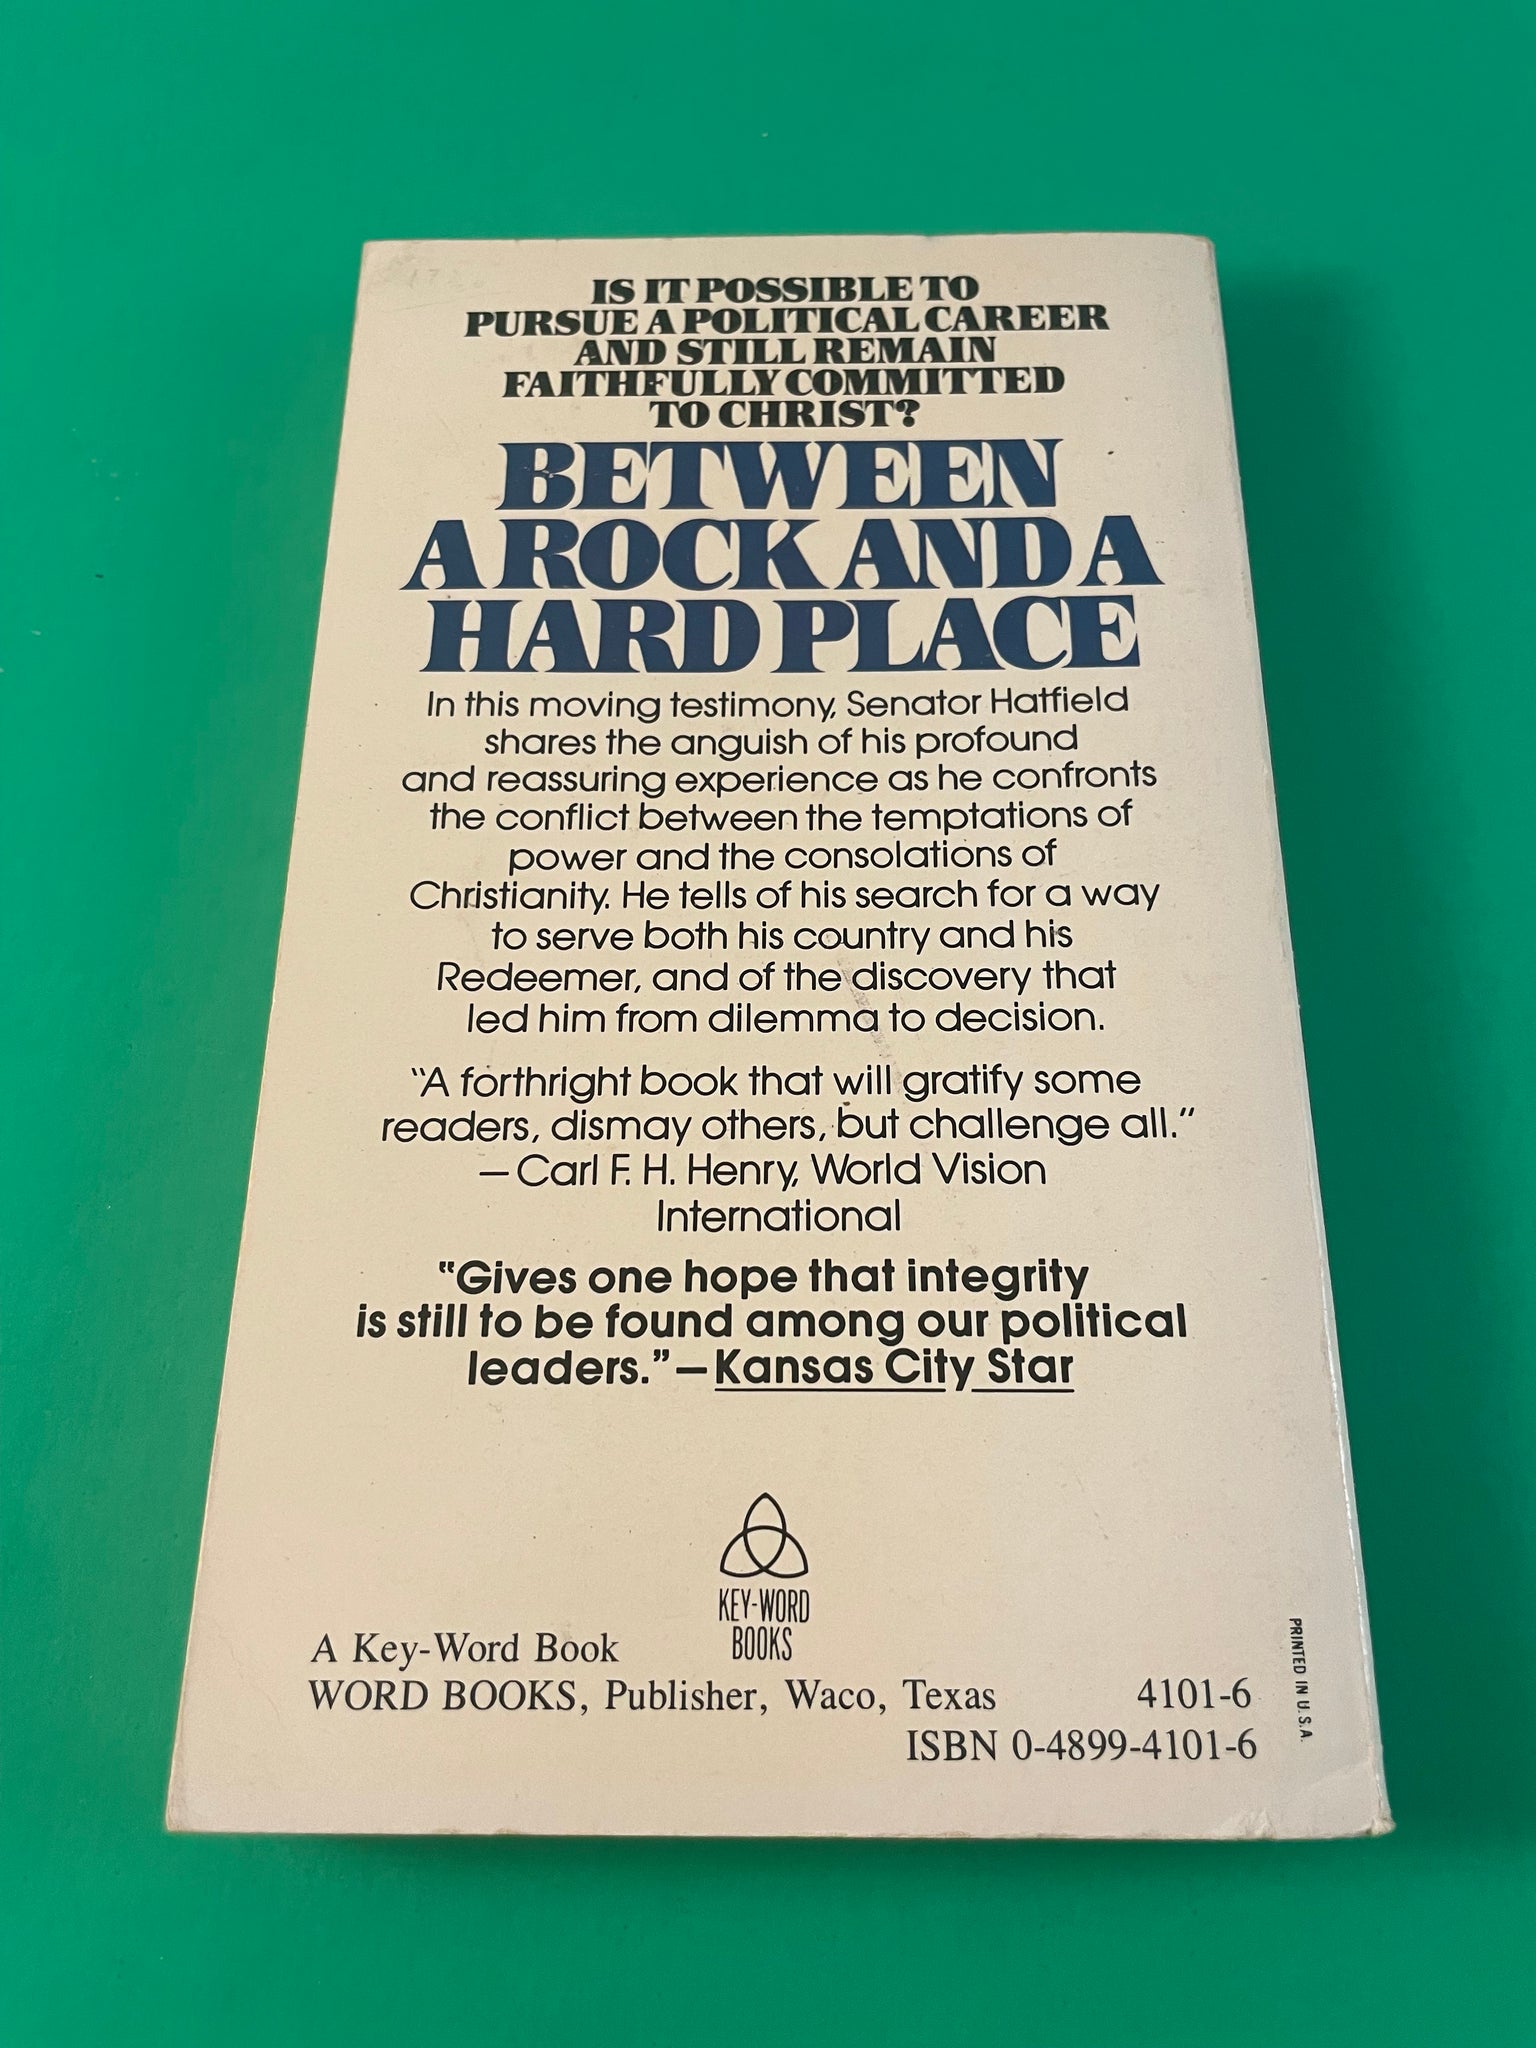 IS IT POSSIBLE TO
PURSUE A POLITICAL CAREER
AND STILL REMAIN
FAITHFULLY COMMITTED
TO CHRIST?
BETWEEN
A ROCK AND A
HARD PLACE
In this moving testimony, Senator Hatfield
shares the anguish of his profound
and reassuring experience as he confronts
the conflict between the temptations of
power and the consolations of
Christianity. He tells of his search for a way
to serve both his country and his
Redeemer, and of the discovery that
led him from dilemma to decision.
"A forthright book that will gratify some
readers, dismay others, but challenge all."
— Carl F. H. Henry, World Vision
International
"Gives one hope that integrity
is still to be found among our political
leaders." — Kansas City Star
KEY-WORD
BOOKS
A Key-Word Book
WORD BOOKS, Publisher, Waco, Texas 4101-6
ISBN 0-4899-4101-6
PRINTED IN U.S.A.